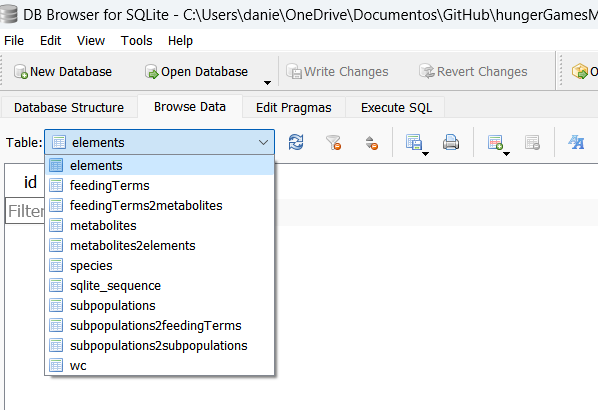 DB Browser for SQLite - C:\Users\danie\OneDrive\Documentos\GitHub\hungerGamesM
File Edit View Tools Help
New Database Open Database Write Changes Revert Changes O
Database Structure Browse Data Edit Pragmas Execute SQL
Table: elements
elements
id
feedingTerms
feedingTerms2metabolites
Filter
metabolites
metabolites2elements
species
sqlite_sequence
subpopulations
subpopulations2feedingTerms
subpopulations2subpopulations
wc